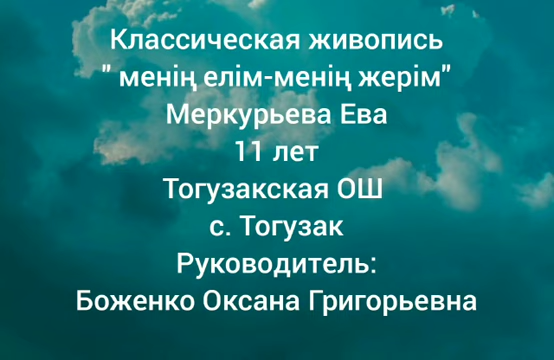 Классическая живопись
" менің елім-менің жерім"
Меркурьева Ева
11 лет
Тогузакская ОШ
с. Тогузак
Руководитель:
Боженко Оксана Григорьевна